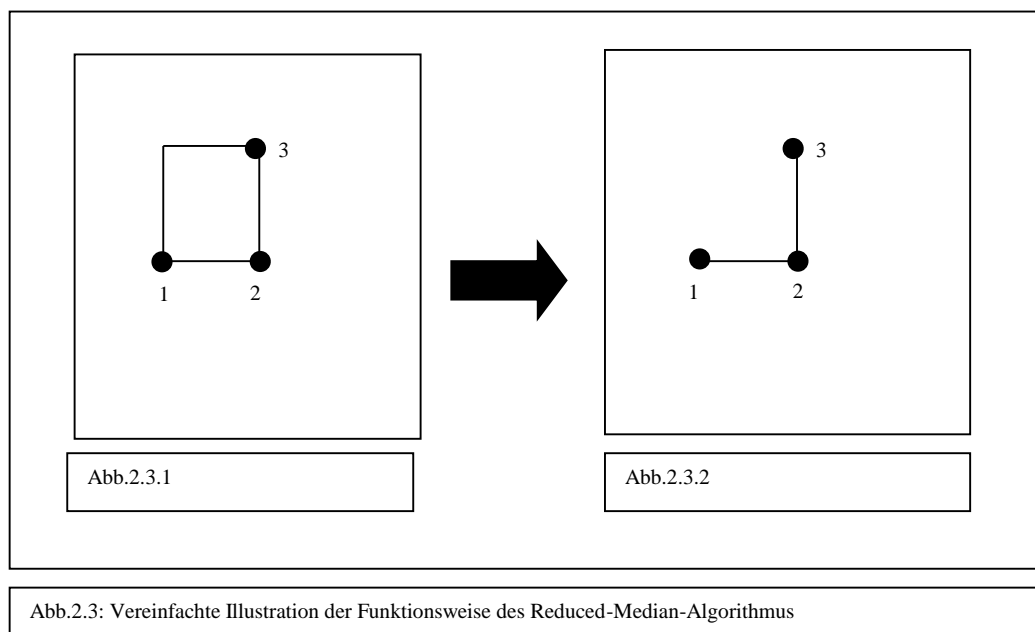 3
1
2
Abb.2.3.1
3
1
2
Abb.2.3.2
Abb.2.3: Vereinfachte Illustration der Funktionsweise des Reduced-Median-Algorithmus